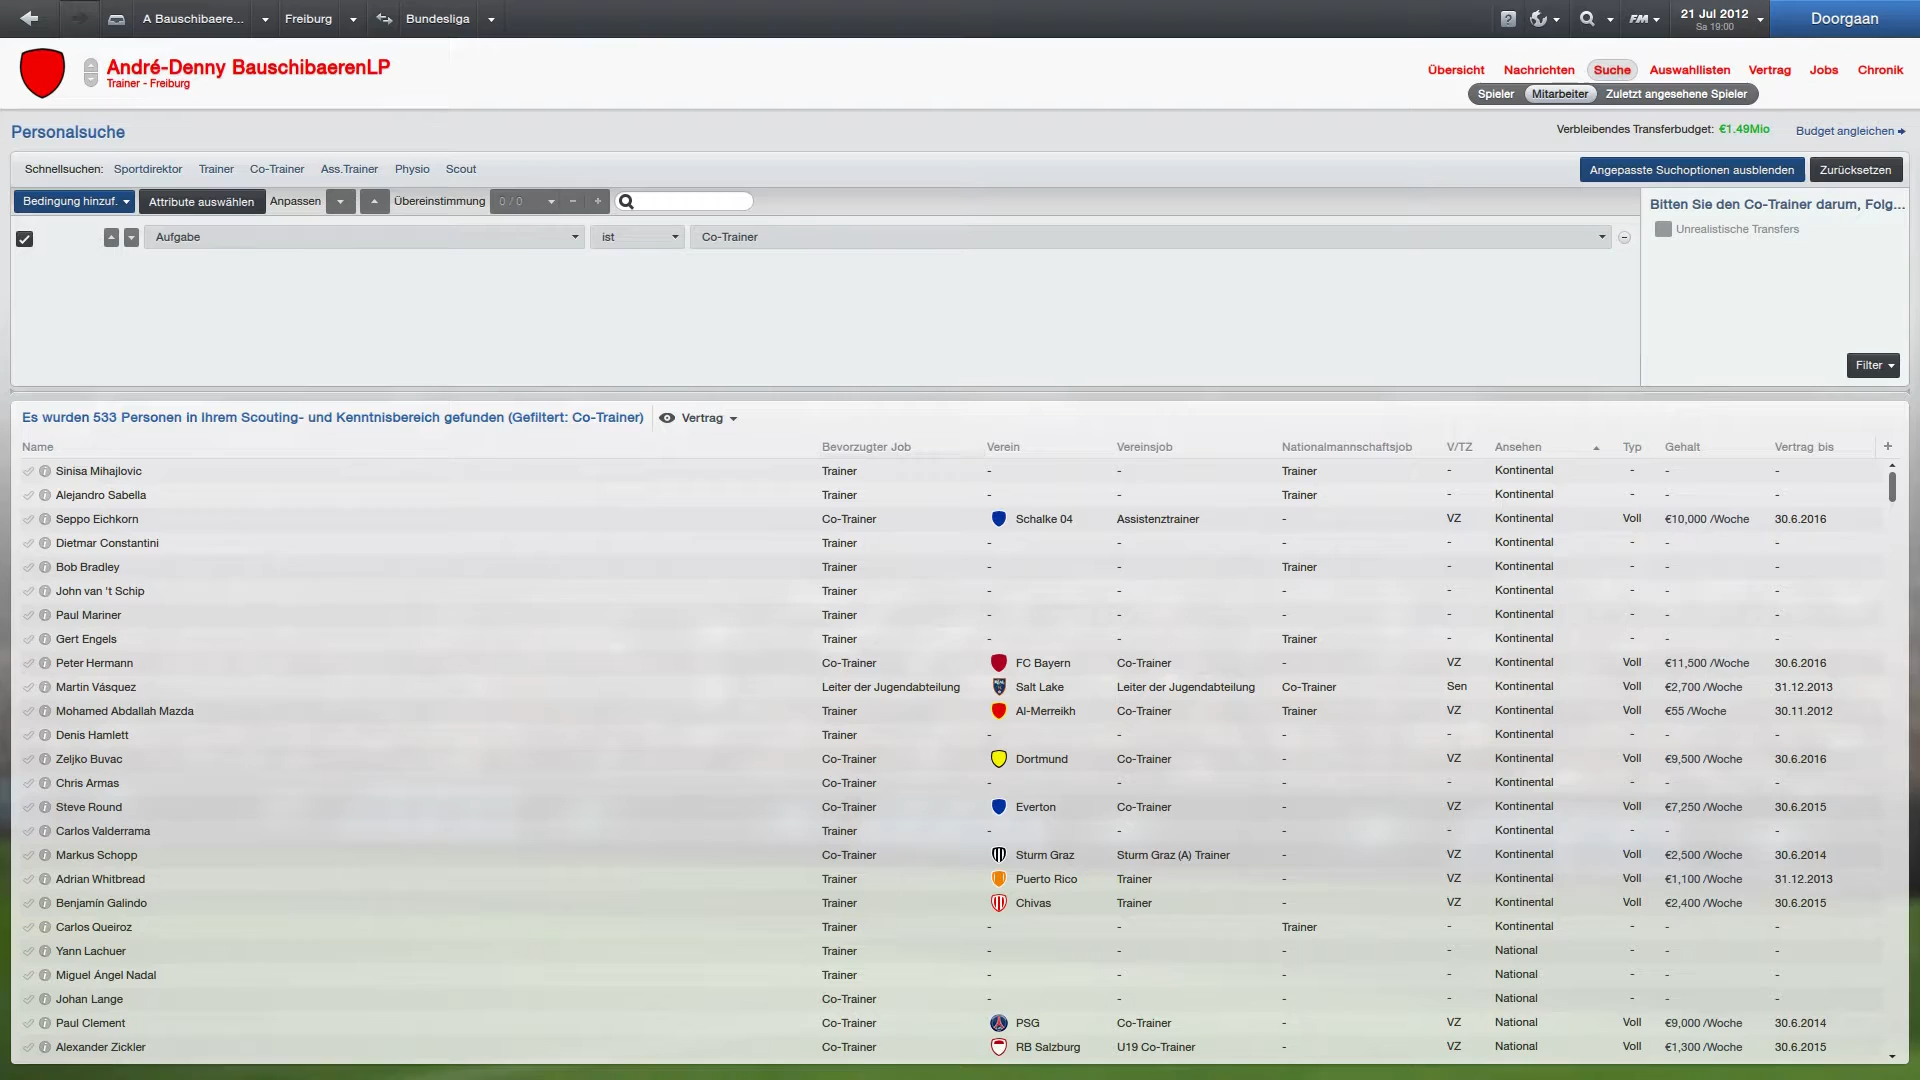 A Bauschibaere... Freiburg Bundesliga ? FM 21 Jul 2012 Doorgaan
Sa 19:00
André-Denny BauschibaerenLP
Trainer - Freiburg
Übersicht Nachrichten Suche Auswahllisten Vertrag Jobs Chronik
Spieler Mitarbeiter Zuletzt angesehene Spieler
Personalsuche
Verbleibendes Transferbudget: €1.49Mio Budget angleichen
Schnellsuchen: Sportdirektor Trainer Co-Trainer Ass.Trainer Physio Scout
Angepasste Suchoptionen ausblenden Zurücksetzen
Bedingung hinzuf. Attribute auswählen Anpassen Übereinstimmung 0 / 0 - +
Bitten Sie den Co-Trainer darum, Folg...
Unrealistische Transfers
Aufgabe ist Co-Trainer
Filter
Es wurden 533 Personen in Ihrem Scouting- und Kenntnisbereich gefunden (Gefiltert: Co-Trainer) Vertrag
Name Bevorzugter Job Verein Vereinsjob Nationalmannschaftsjob V/TZ Ansehen Typ Gehalt Vertrag bis +
Sinisa Mihajlovic Trainer - - Trainer - Kontinental - - -
Alejandro Sabella Trainer - - Trainer - Kontinental - - -
Seppo Eichkorn Co-Trainer Schalke 04 Assistenztrainer - VZ Kontinental Voll €10,000 /Woche 30.6.2016
Dietmar Constantini Trainer - - - - Kontinental - - -
Bob Bradley Trainer - - Trainer - Kontinental - - -
John van 't Schip Trainer - - - - Kontinental - - -
Paul Mariner Trainer - - - - Kontinental - - -
Gert Engels Trainer - - Trainer - Kontinental - - -
Peter Hermann Co-Trainer FC Bayern Co-Trainer - VZ Kontinental Voll €11,500 /Woche 30.6.2016
Martin Vásquez Leiter der Jugendabteilung Salt Lake Leiter der Jugendabteilung Co-Trainer Sen Kontinental Voll €2,700 /Woche 31.12.2013
Mohamed Abdallah Mazda Trainer Al-Merreikh Co-Trainer Trainer VZ Kontinental Voll €55 /Woche 30.11.2012
Denis Hamlett Trainer - - - - Kontinental - - -
Zeljko Buvac Co-Trainer Dortmund Co-Trainer - VZ Kontinental Voll €9,500 /Woche 30.6.2016
Chris Armas Co-Trainer - - - - Kontinental - - -
Steve Round Co-Trainer Everton Co-Trainer - VZ Kontinental Voll €7,250 /Woche 30.6.2015
Carlos Valderrama Trainer - - - - Kontinental - - -
Markus Schopp Co-Trainer Sturm Graz Sturm Graz (A) Trainer - VZ Kontinental Voll €2,500 /Woche 30.6.2014
Adrian Whitbread Trainer Puerto Rico Trainer - VZ Kontinental Voll €1,100 /Woche 31.12.2013
Benjamín Galindo Trainer Chivas Trainer - VZ Kontinental Voll €2,400 /Woche 30.6.2015
Carlos Queiroz Trainer - - Trainer - Kontinental - - -
Yann Lachuer Trainer - - - - National - - -
Miguel Ángel Nadal Trainer - - - - National - - -
Johan Lange Co-Trainer - - - - National - - -
Paul Clement Co-Trainer PSG Co-Trainer - VZ National Voll €9,000 /Woche 30.6.2014
Alexander Zickler Co-Trainer RB Salzburg U19 Co-Trainer - VZ National Voll €1,300 /Woche 30.6.2015